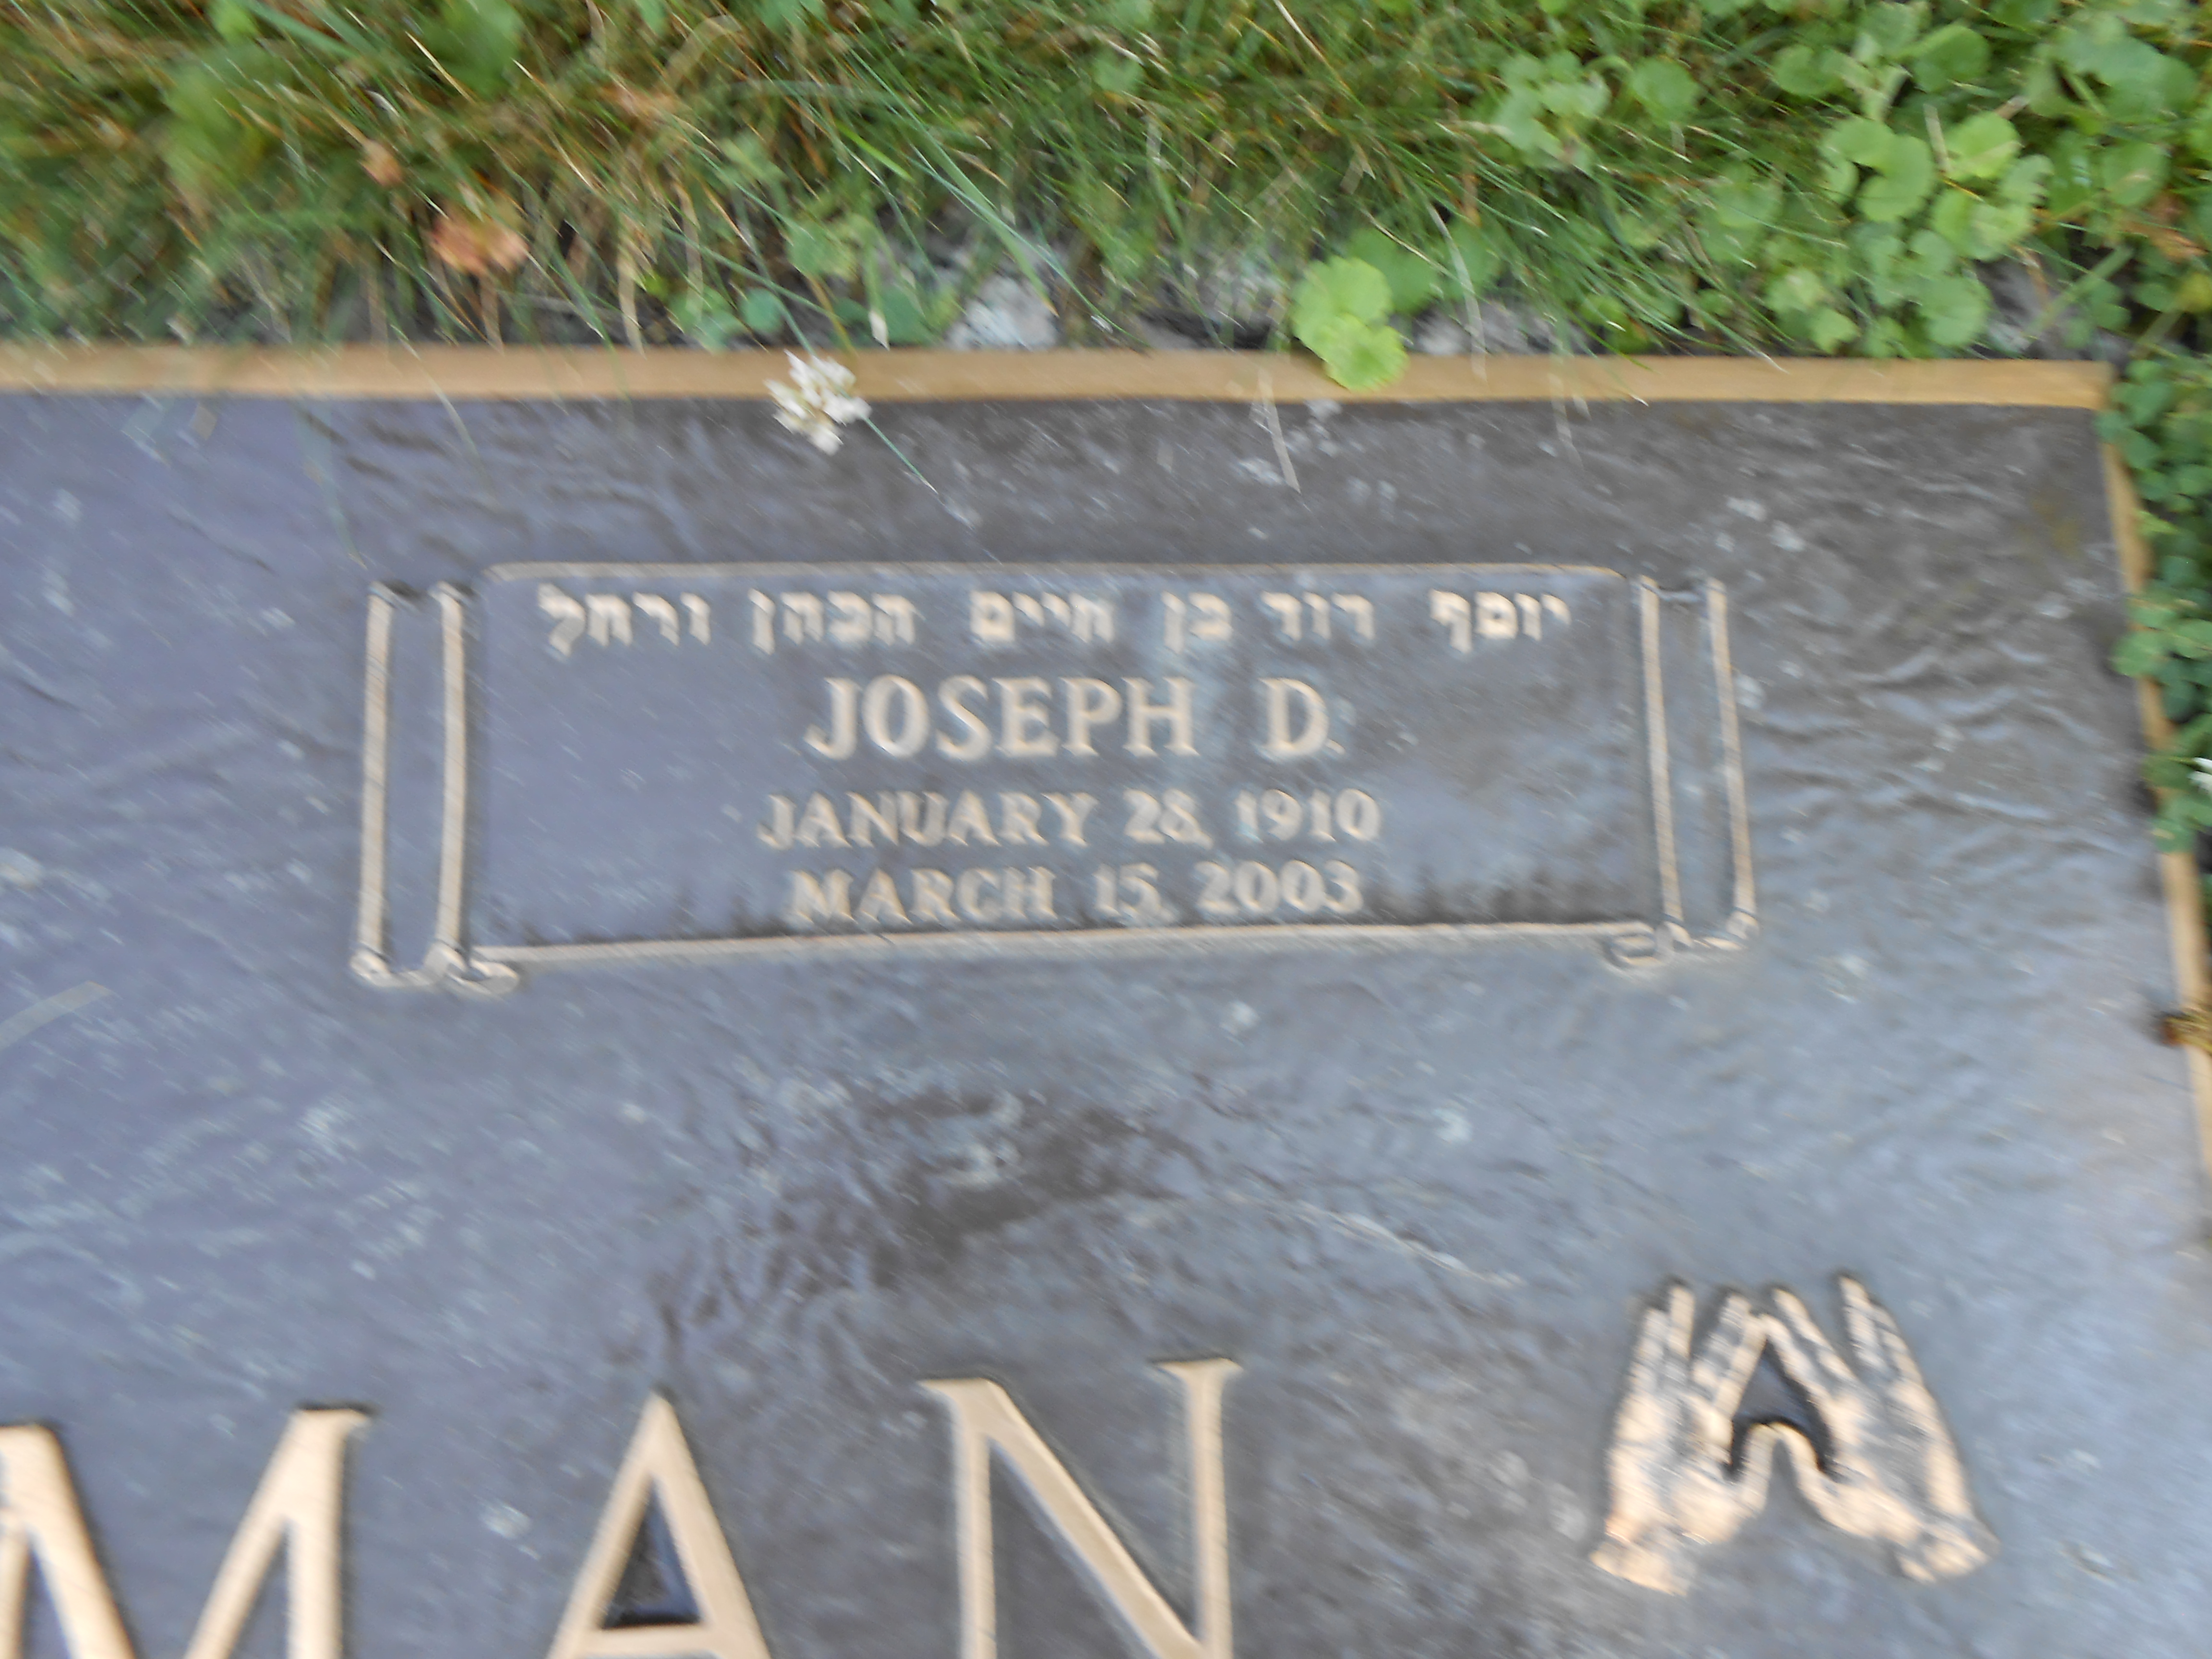 יוסף דוד בן חיים הכהן ורחל
JOSEPH D.
JANUARY 28, 1910
MARCH 15, 2003
MAN